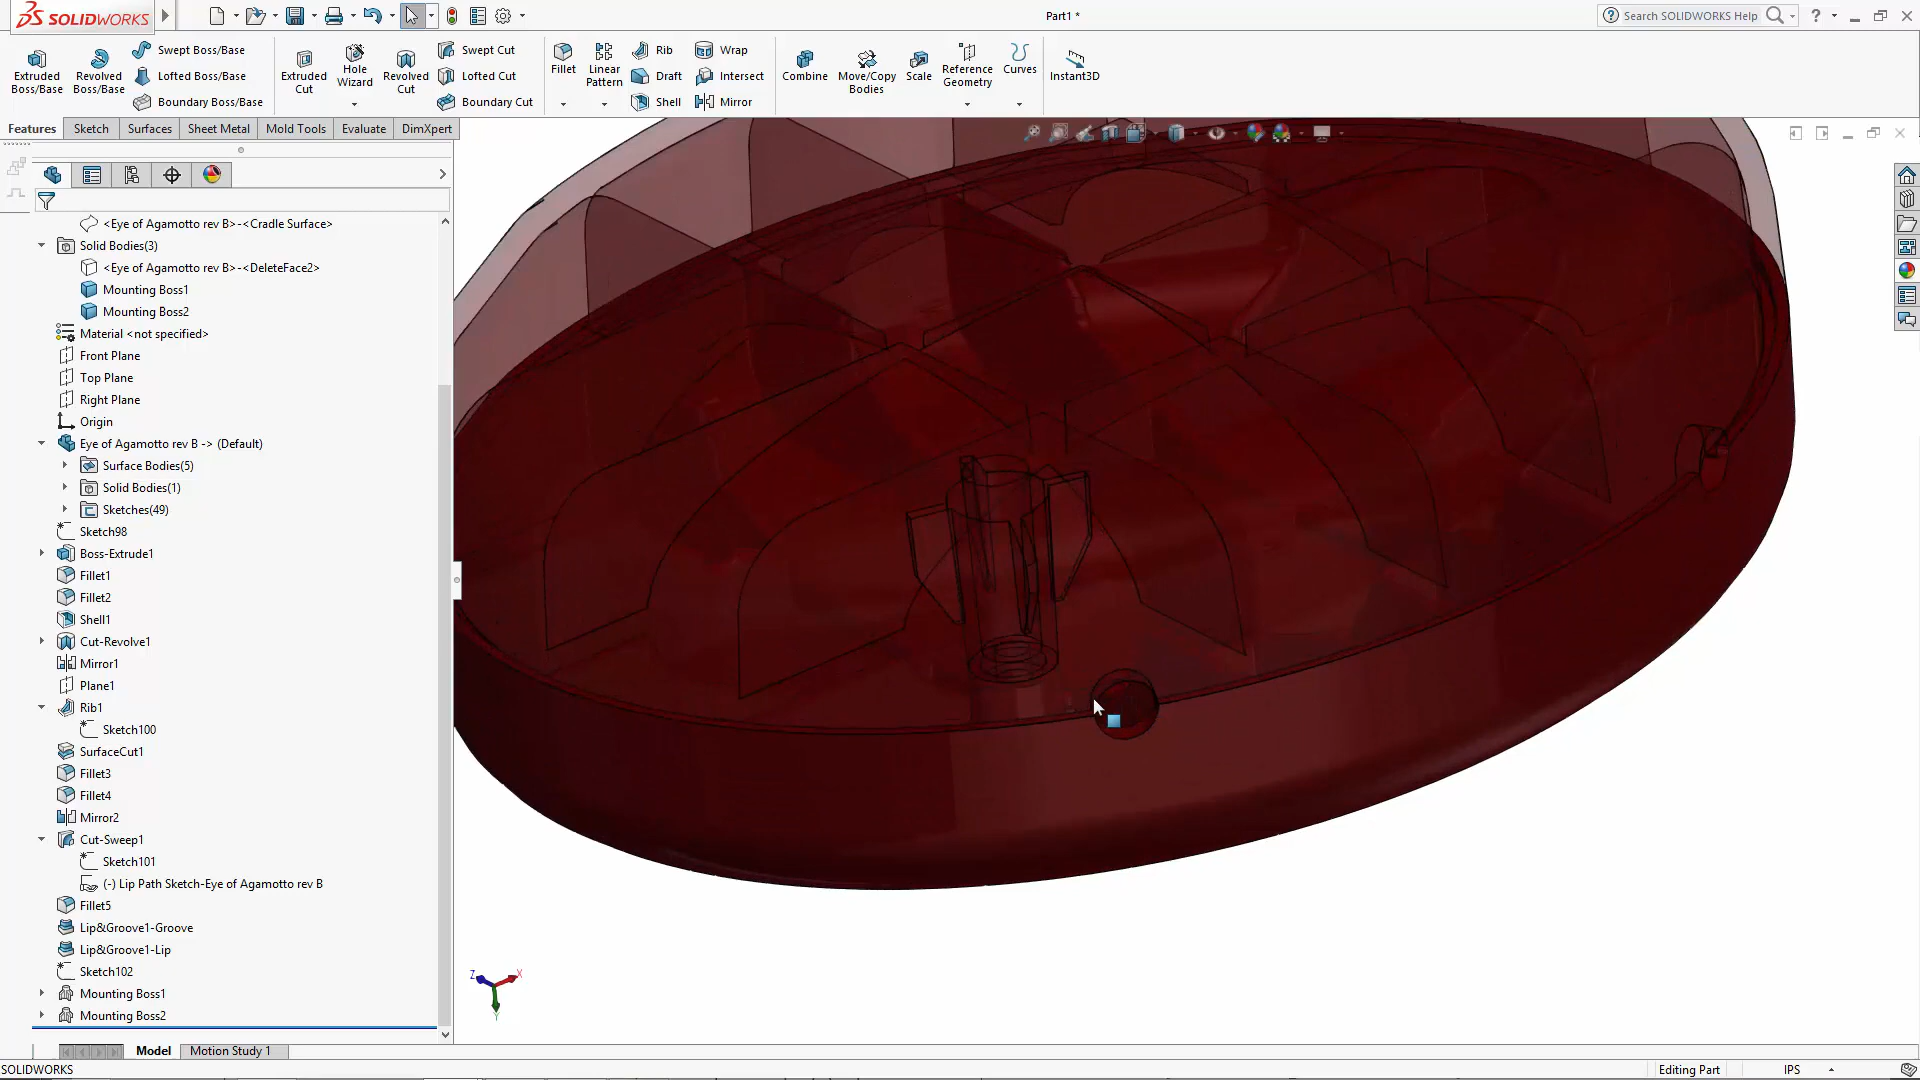 SOLIDWORKS
Part1 *
Search SOLIDWORKS Help
Extruded Boss/Base
Revolved Boss/Base
Swept Boss/Base
Lofted Boss/Base
Boundary Boss/Base
Extruded Cut
Hole Wizard
Revolved Cut
Swept Cut
Lofted Cut
Boundary Cut
Fillet
Linear Pattern
Rib
Draft
Shell
Wrap
Intersect
Mirror
Combine
Move/Copy Bodies
Scale
Reference Geometry
Curves
Instant3D
Features
Sketch
Surfaces
Sheet Metal
Mold Tools
Evaluate
DimXpert
<Eye of Agamotto rev B>-<Cradle Surface>
Solid Bodies(3)
<Eye of Agamotto rev B>-<DeleteFace2>
Mounting Boss1
Mounting Boss2
Material <not specified>
Front Plane
Top Plane
Right Plane
Origin
Eye of Agamotto rev B -> (Default)
Surface Bodies(5)
Solid Bodies(1)
Sketches(49)
Sketch98
Boss-Extrude1
Fillet1
Fillet2
Shell1
Cut-Revolve1
Mirror1
Plane1
Rib1
Sketch100
SurfaceCut1
Fillet3
Fillet4
Mirror2
Cut-Sweep1
Sketch101
(-) Lip Path Sketch-Eye of Agamotto rev B
Fillet5
Lip&Groove1-Groove
Lip&Groove1-Lip
Sketch102
Mounting Boss1
Mounting Boss2
Z
X
Y
Model
Motion Study 1
SOLIDWORKS
Editing Part
IPS